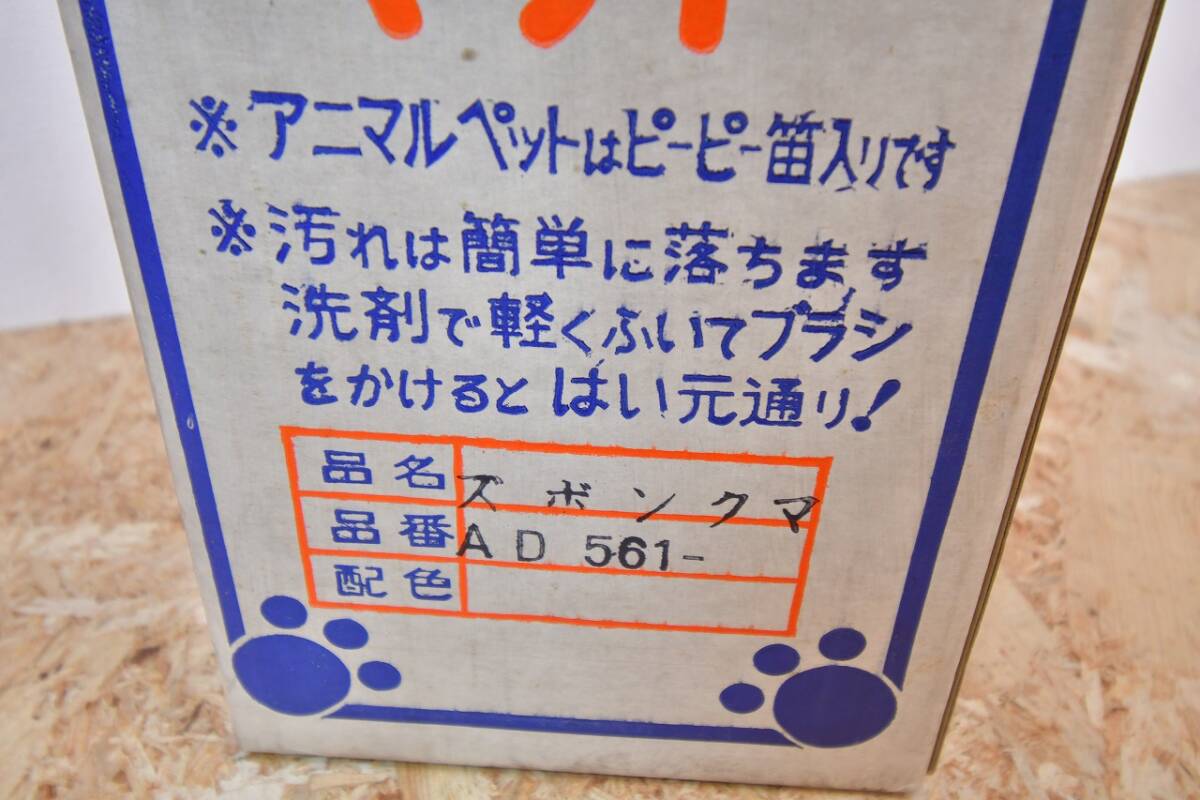 ※アニマルペットはピーピー笛入りです
※汚れは簡単に落ちます
洗剤で軽くふいてブラシ
をかけると はい元通り!
品名 ズボンクマ
品番 AD 561-
配色